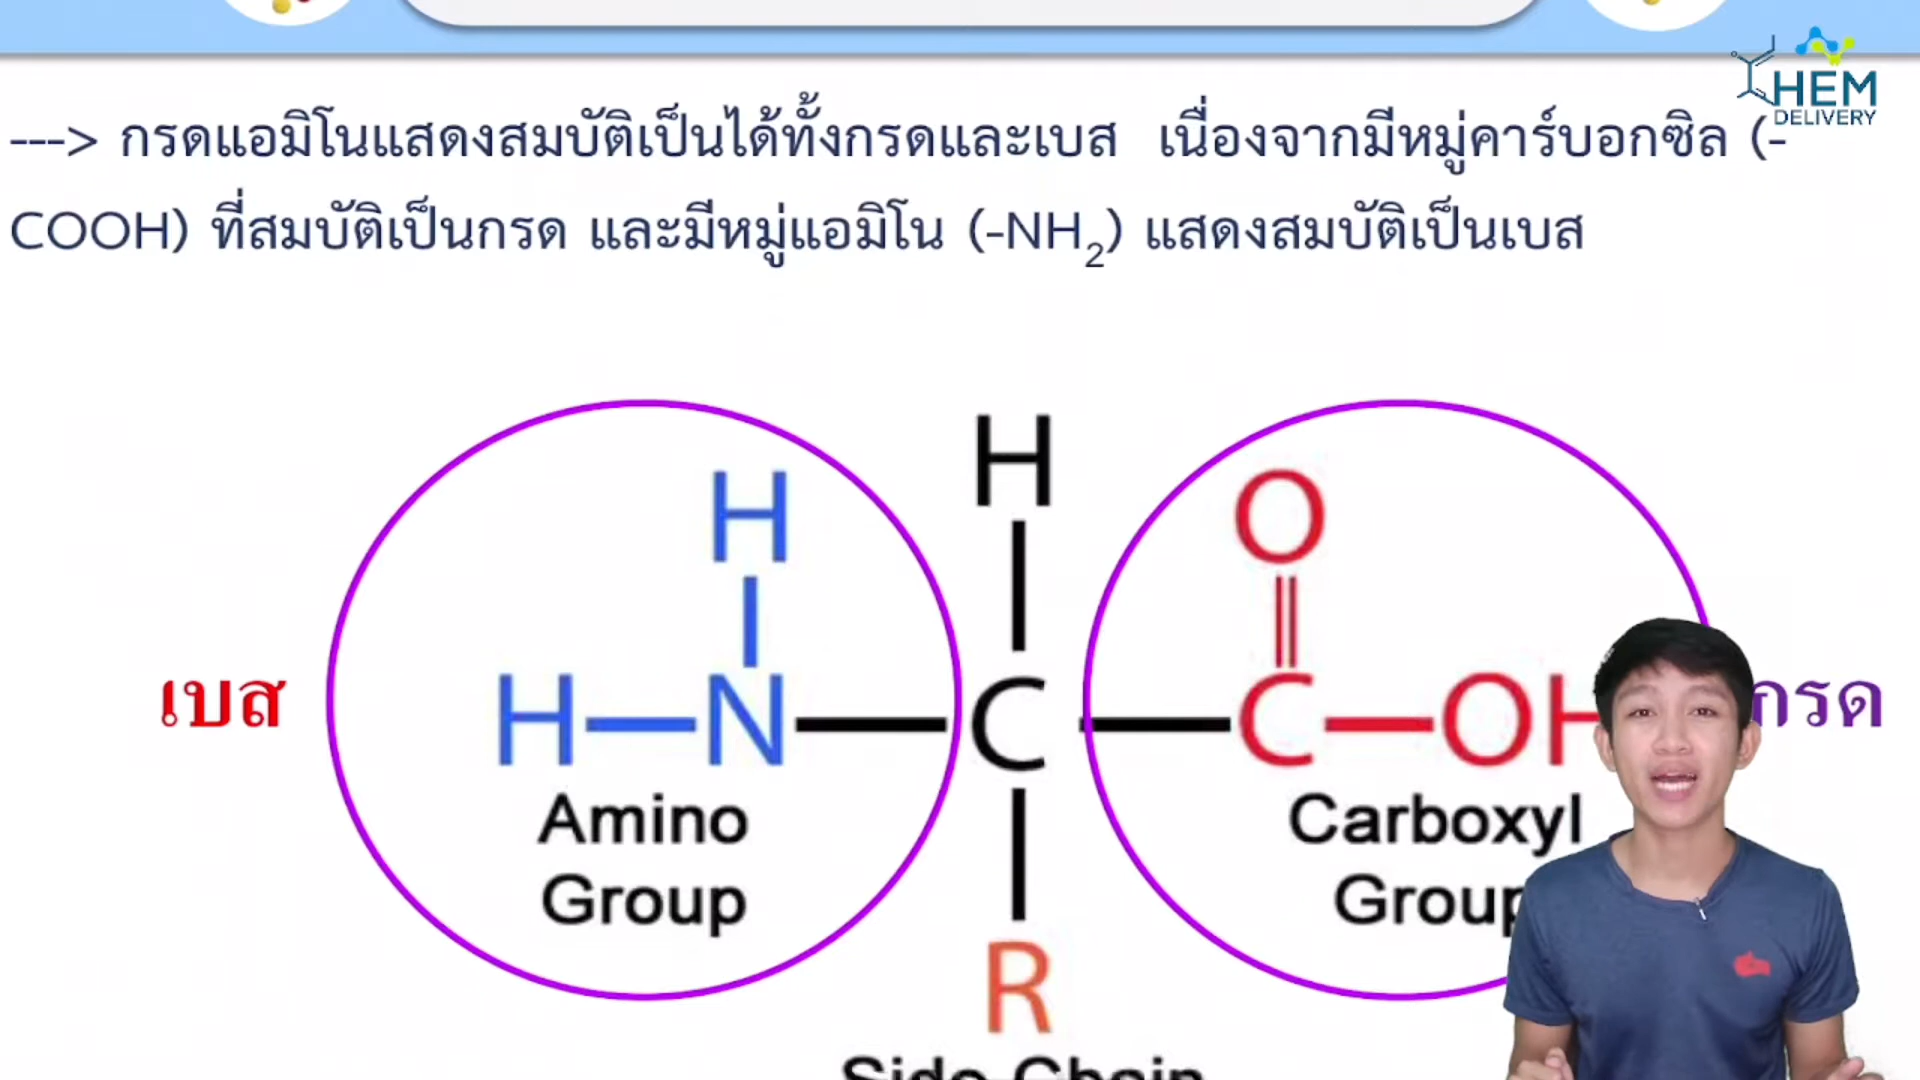 HEM
DELIVERY
---> กรดแอมิโนแสดงสมบัติเป็นได้ทั้งกรดและเบส เนื่องจากมีหมู่คาร์บอกซิล (-
COOH) ที่สมบัติเป็นกรด และมีหมู่แอมิโน (-NH₂) แสดงสมบัติเป็นเบส
H
H
O
เบส
H
N
C
C
OH
กรด
Amino
Group
Carboxyl
Group
R
Side Chain